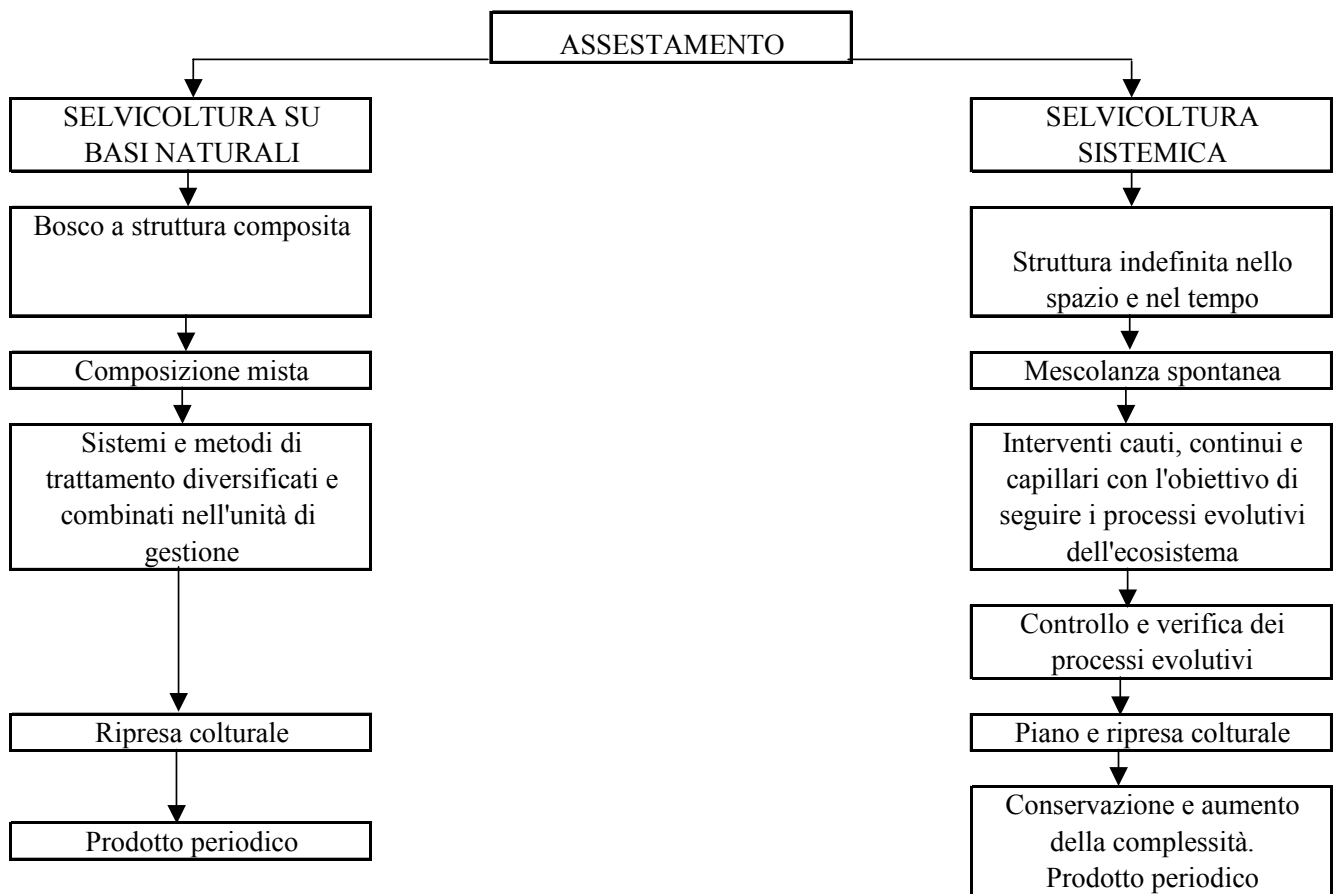 ASSESTAMENTO
SELVICOLTURA SU
BASI NATURALI
Bosco a struttura composita
Composizione mista
Sistemi e metodi di
trattamento diversificati e
combinati nell'unità di
gestione
Ripresa colturale
Prodotto periodico
SELVICOLTURA
SISTEMICA
Struttura indefinita nello
spazio e nel tempo
Mescolanza spontanea
Interventi cauti, continui e
capillari con l'obiettivo di
seguire i processi evolutivi
dell'ecosistema
Controllo e verifica dei
processi evolutivi
Piano e ripresa colturale
Conservazione e aumento
della complessità.
Prodotto periodico